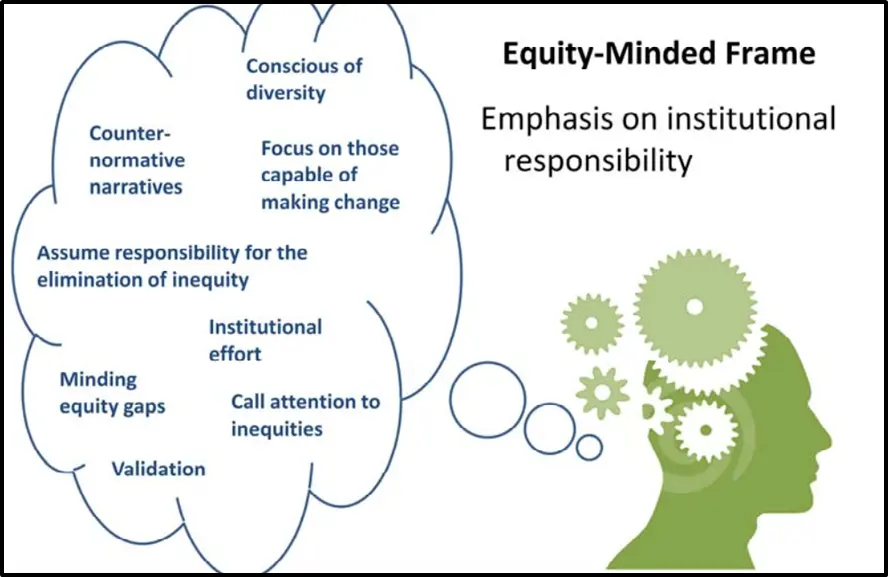 Equity-Minded Frame
Emphasis on institutional
responsibility
Conscious of
diversity
Counter-
normative
narratives
Focus on those
capable of
making change
Assume responsibility for the
elimination of inequity
Institutional
effort
Minding
equity gaps
Call attention to
inequities
Validation